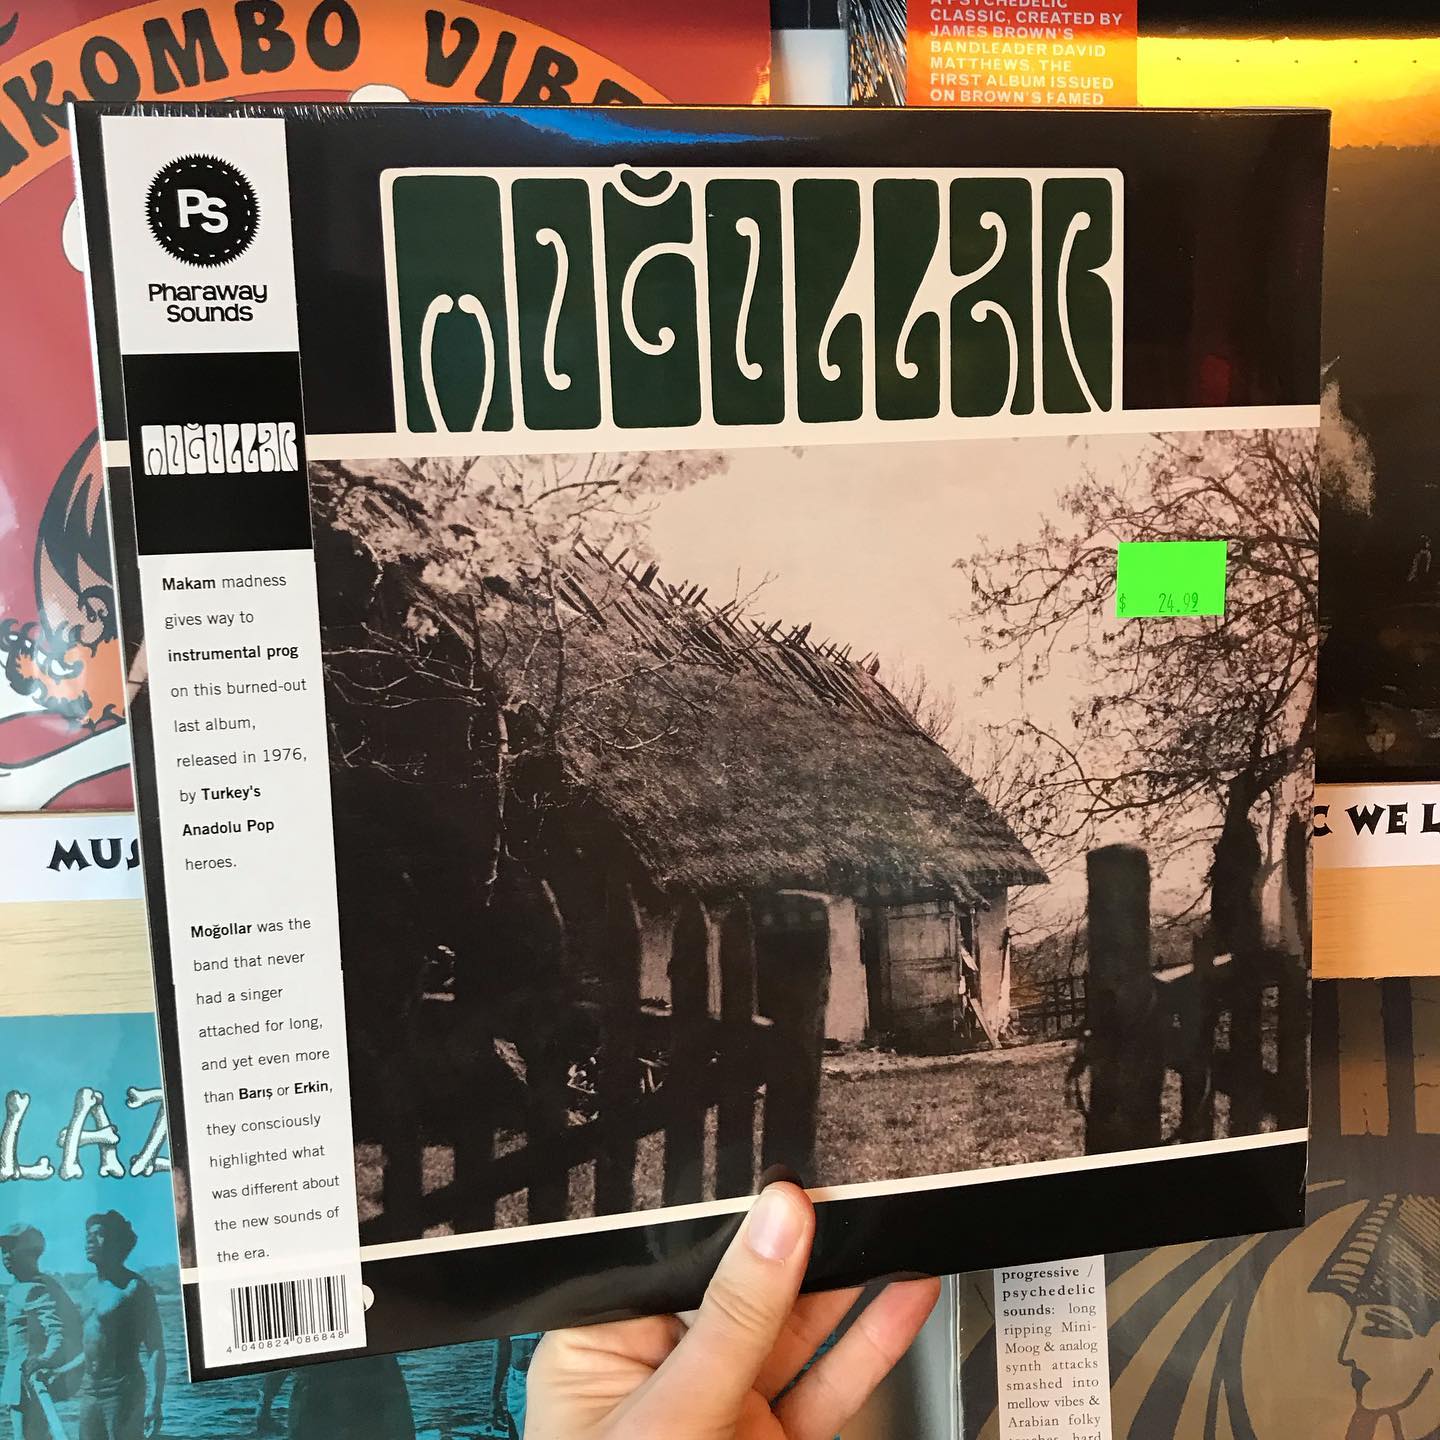 KOMBO VIBE
A PSYCHEDELIC
CLASSIC, CREATED BY
JAMES BROWN'S
BANDLEADER DAVID
MATTHEWS, THE
FIRST ALBUM ISSUED
ON BROWN'S FAMED
PS
Pharaway
Sounds
MOĞOLLAR
MOĞOLLAR
Makam madness
gives way to
instrumental prog
on this burned-out
last album,
released in 1976,
by Turkey's
Anadolu Pop
heroes.
Moğollar was the
band that never
had a singer
attached for long,
and yet even more
than Barış or Erkin,
they consciously
highlighted what
was different about
the new sounds of
the era.
4 040824 086848
$ 24.99
MUS
C WE L
LAZ
progressive /
psychedelic
sounds: long
ripping Mini-
Moog & analog
synth attacks
smashed into
mellow vibes &
Arabian folky
touches hard